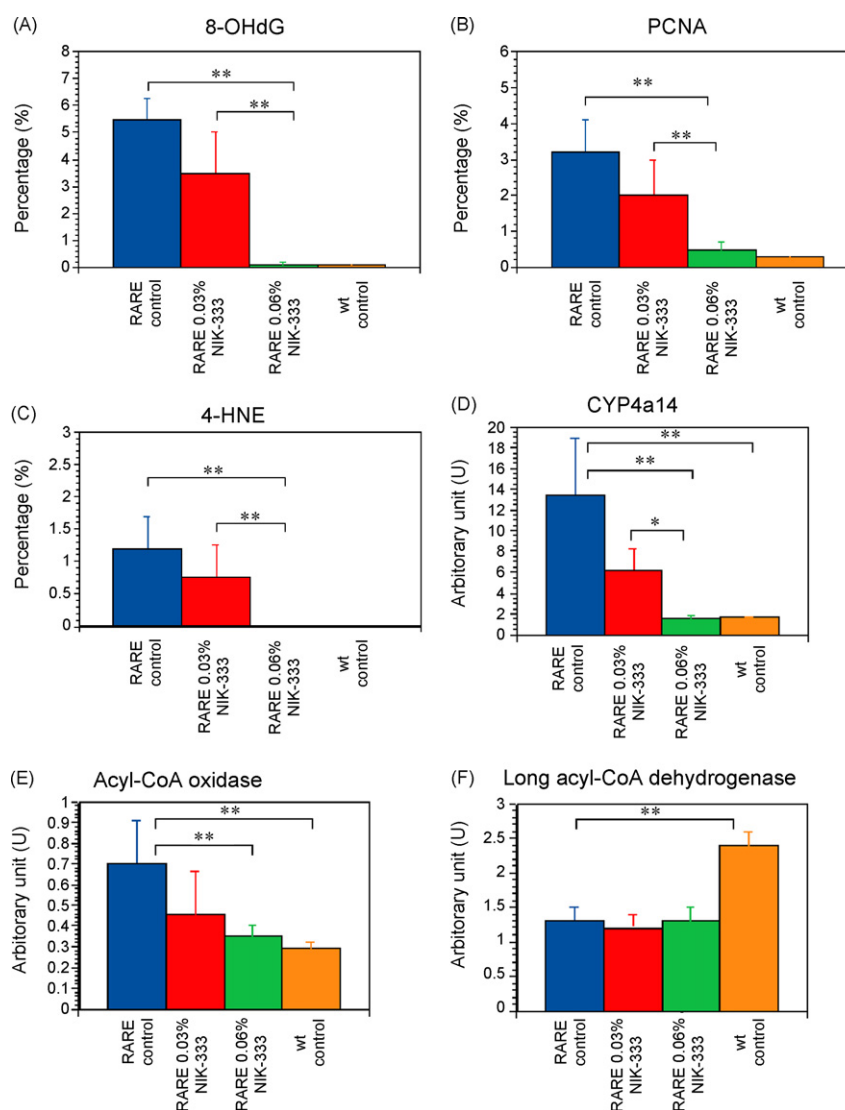 (A)
8-OHdG
Percentage (%)
8
7
6
5
4
3
2
1
0
**
**
RARE
control
RARE 0.03%
NIK-333
RARE 0.06%
NIK-333
wt
control
(B)
PCNA
Percentage (%)
6
5
4
3
2
1
0
**
**
RARE
control
RARE 0.03%
NIK-333
RARE 0.06%
NIK-333
wt
control
(C)
4-HNE
Percentage (%)
3
2.5
2
1.5
1
0.5
0
**
**
RARE
control
RARE 0.03%
NIK-333
RARE 0.06%
NIK-333
wt
control
(D)
CYP4a14
Arbitorary unit (U)
20
18
16
14
12
10
8
6
4
2
0
**
**
*
RARE
control
RARE 0.03%
NIK-333
RARE 0.06%
NIK-333
wt
control
(E)
Acyl-CoA oxidase
Arbitorary unit (U)
1
0.9
0.8
0.7
0.6
0.5
0.4
0.3
0.2
0.1
0
**
**
RARE
control
RARE 0.03%
NIK-333
RARE 0.06%
NIK-333
wt
control
(F)
Long acyl-CoA dehydrogenase
Arbitorary unit (U)
3
2.5
2
1.5
1
0.5
0
**
RARE
control
RARE 0.03%
NIK-333
RARE 0.06%
NIK-333
wt
control